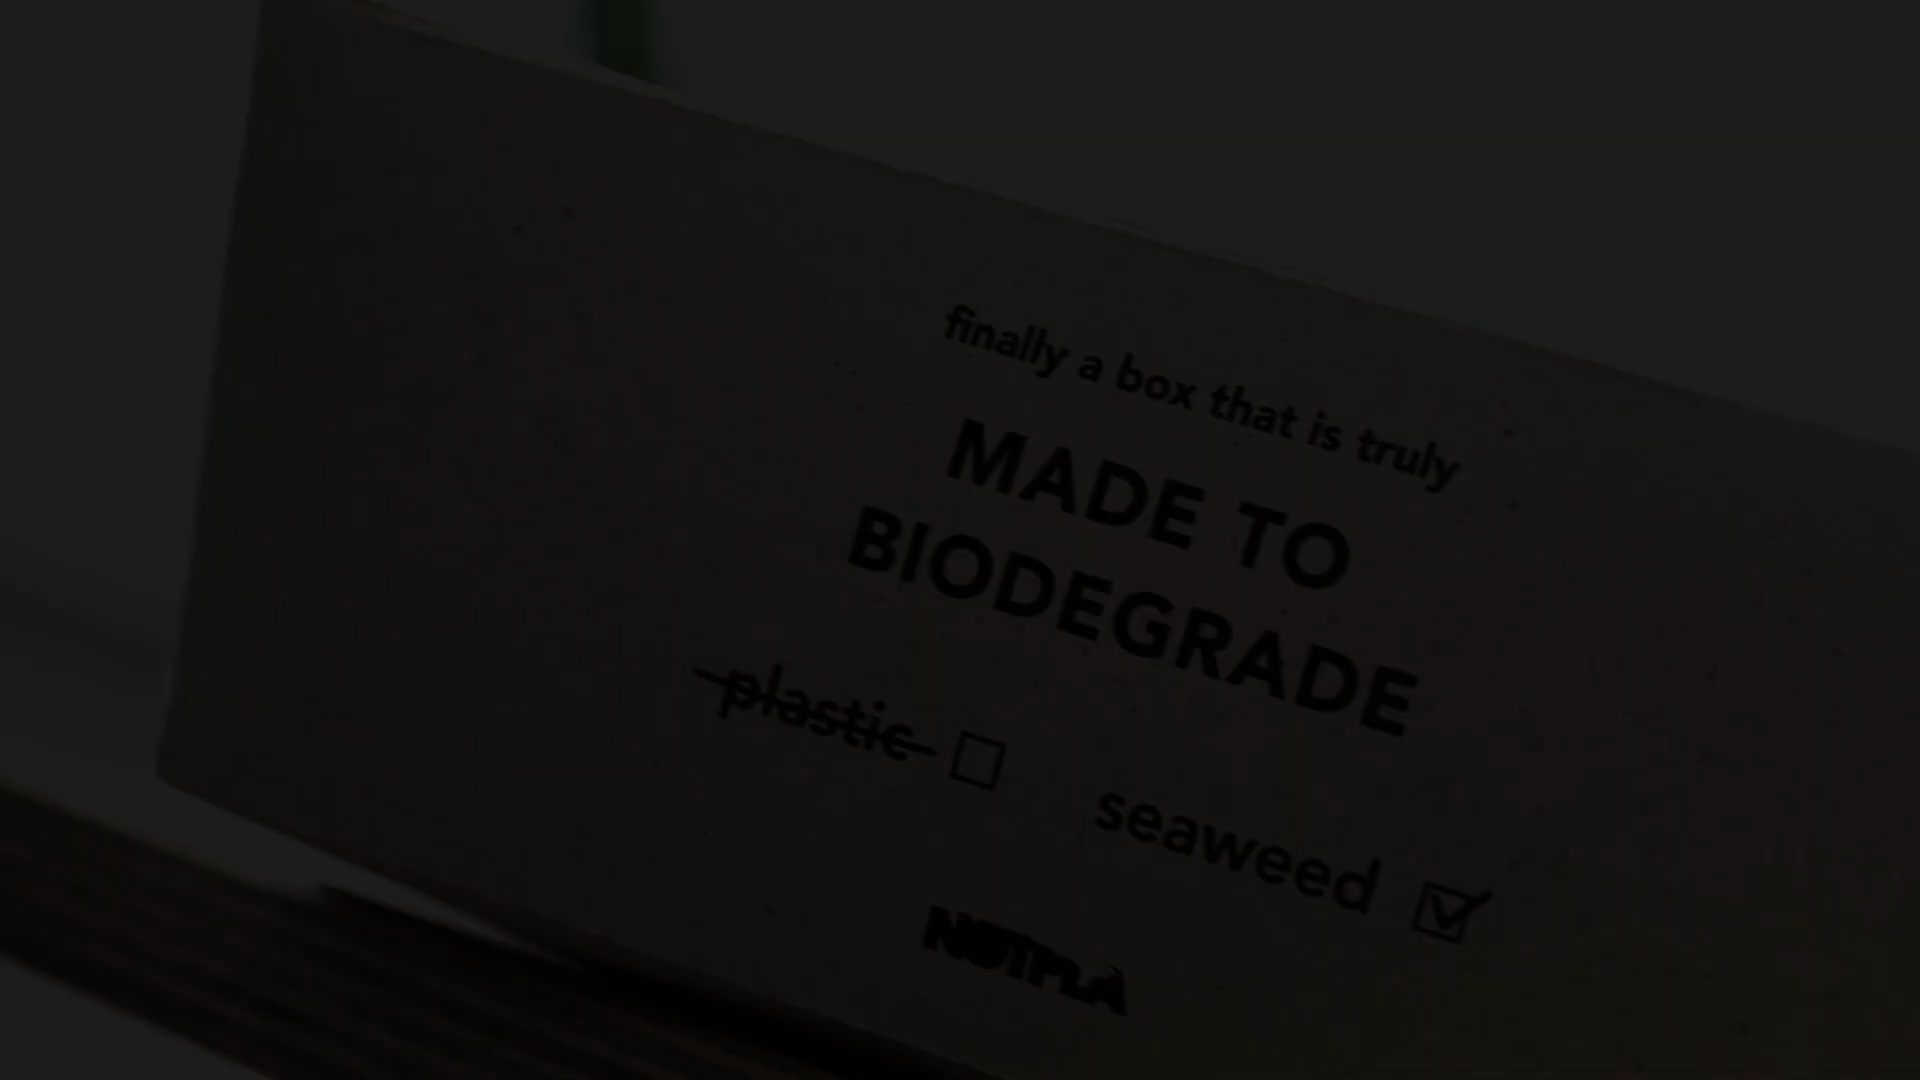 finally a box that is truly
MADE TO
BIODEGRADE
plastic
seaweed
NOTPLA